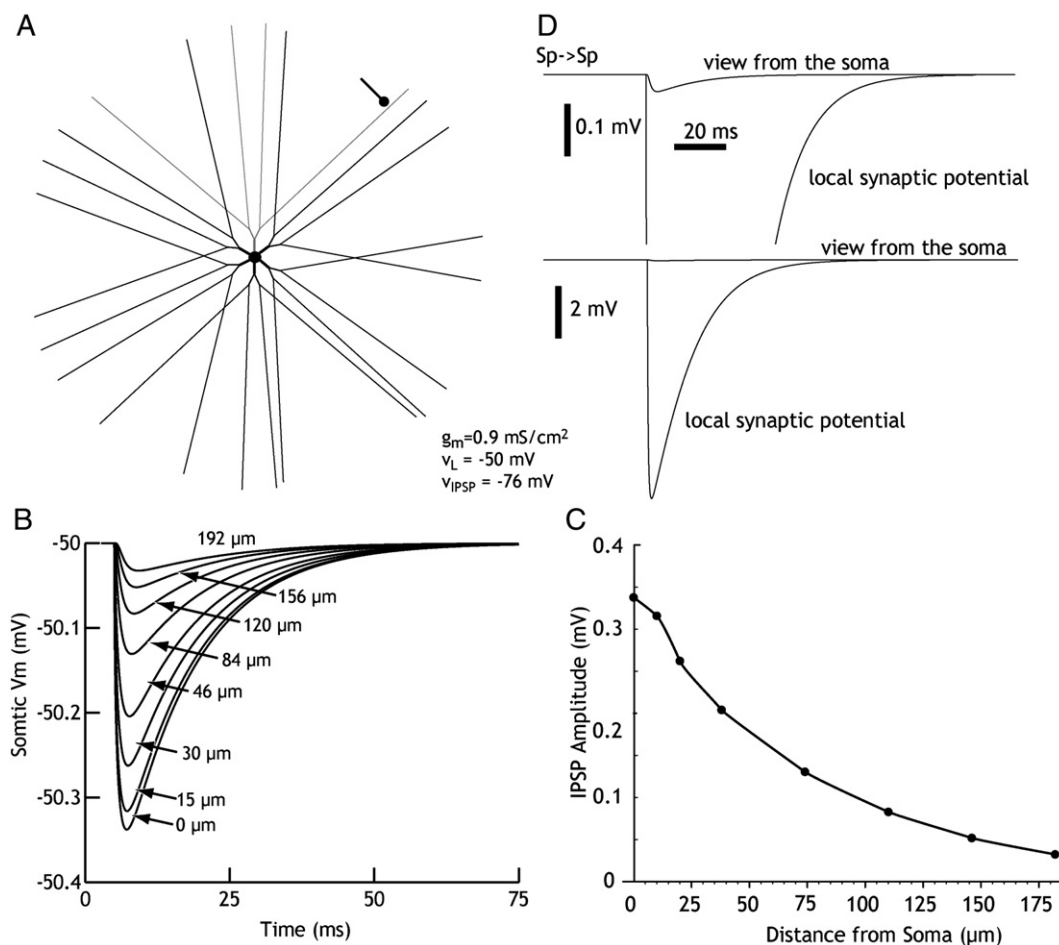 A
g_m=0.9 mS/cm²
v_L = -50 mV
v_IPSP = -76 mV
D
Sp->Sp
view from the soma
0.1 mV
20 ms
local synaptic potential
view from the soma
2 mV
local synaptic potential
B
-50
-50.1
-50.2
-50.3
-50.4
Somtic Vm (mV)
192 µm
156 µm
120 µm
84 µm
46 µm
30 µm
15 µm
0 µm
0
25
50
75
Time (ms)
C
0.4
0.3
0.2
0.1
0
IPSP Amplitude (mV)
0
25
50
75
100
125
150
175
Distance from Soma (µm)